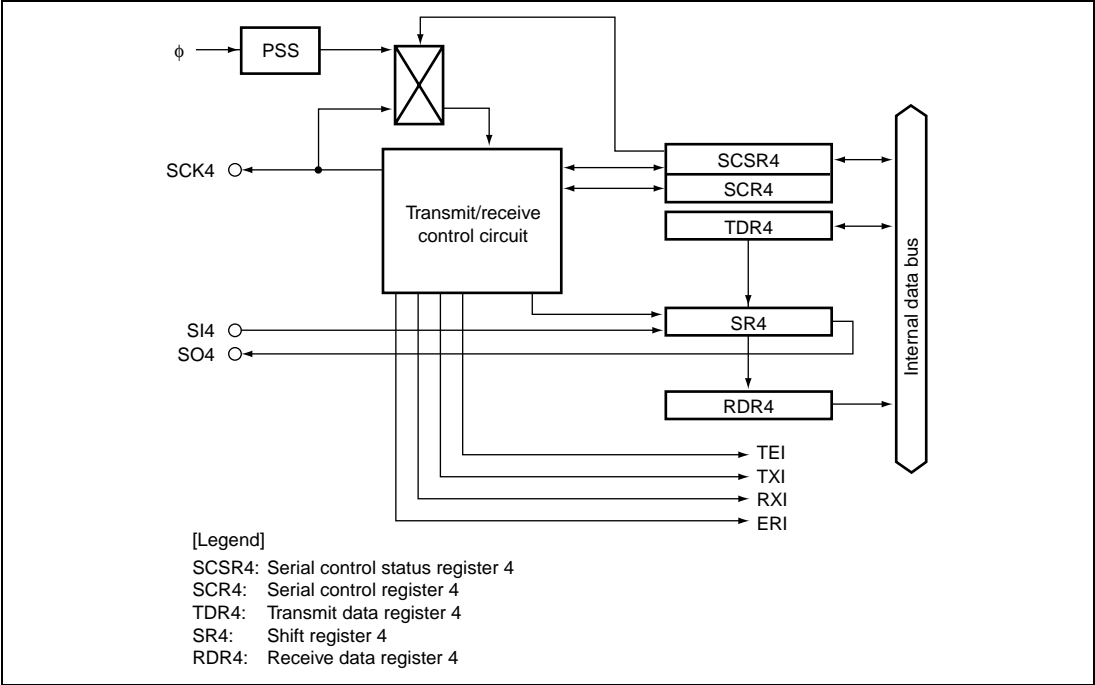 ϕ
PSS
SCK4
SCSR4
SCR4
TDR4
Transmit/receive
control circuit
Internal data bus
SI4
SO4
SR4
RDR4
TEI
TXI
RXI
ERI
[Legend]
SCSR4: Serial control status register 4
SCR4: Serial control register 4
TDR4: Transmit data register 4
SR4: Shift register 4
RDR4: Receive data register 4